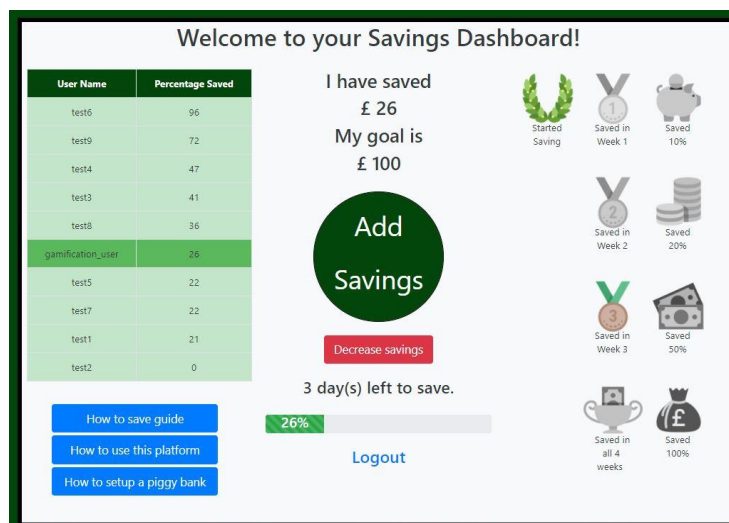 Welcome to your Savings Dashboard!
User Name Percentage Saved
test6 96
test9 72
test4 47
test3 41
test8 36
gamification_user 26
test5 22
test7 22
test1 21
test2 0
How to save guide
How to use this platform
How to setup a piggy bank
I have saved
£ 26
My goal is
£ 100
Add
Savings
Decrease savings
3 day(s) left to save.
26%
Logout
Started
Saving
1
Saved in
Week 1
Saved
10%
2
Saved in
Week 2
Saved
20%
3
Saved in
Week 3
Saved
50%
Saved in
all 4
weeks
£
Saved
100%